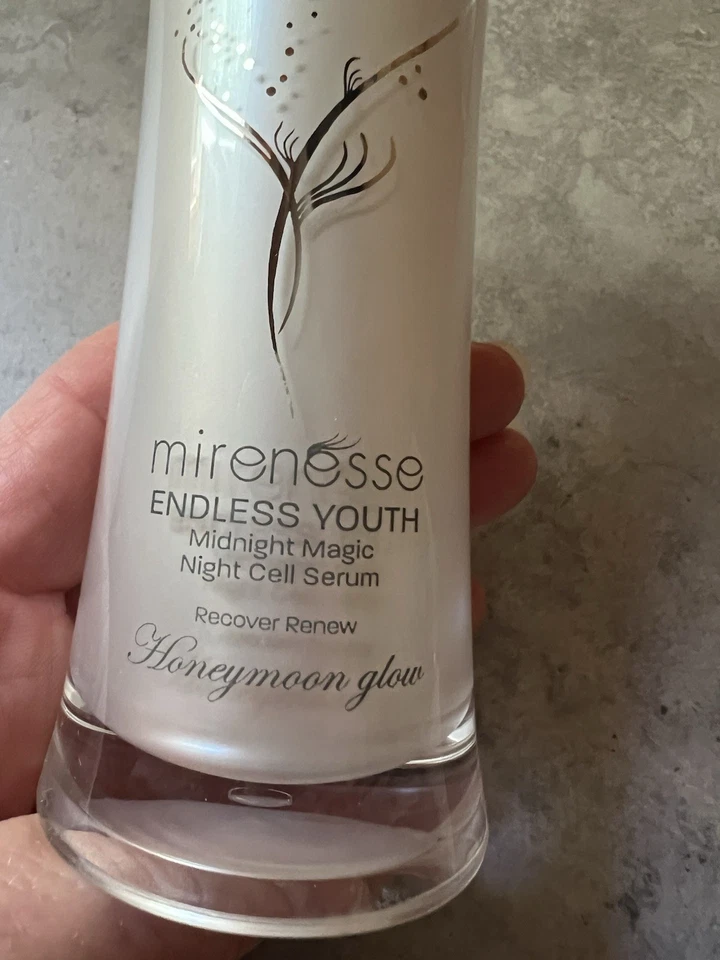 mirenesse
ENDLESS YOUTH
Midnight Magic
Night Cell Serum
Recover Renew
Honeymoon glow